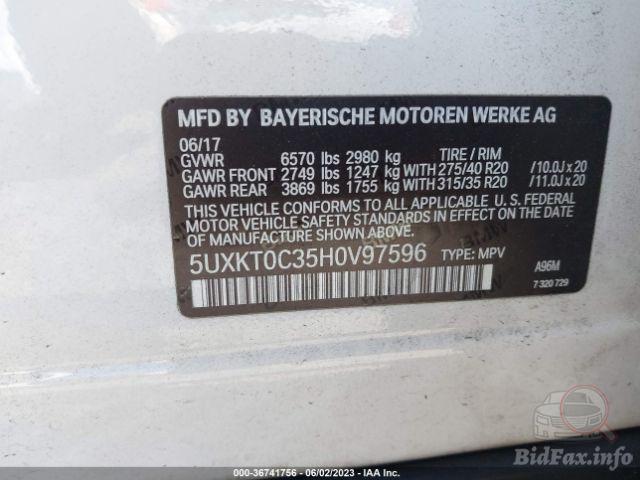 MFD BY BAYERISCHE MOTOREN WERKE AG
06/17
GVWR 6570 lbs 2980 kg TIRE / RIM
GAWR FRONT 2749 lbs 1247 kg WITH 275/40 R20 /10.0J x 20
GAWR REAR 3869 lbs 1755 kg WITH 315/35 R20 /11.0J x 20
THIS VEHICLE CONFORMS TO ALL APPLICABLE U. S. FEDERAL
MOTOR VEHICLE SAFETY STANDARDS IN EFFECT ON THE DATE
OF MANUFACTURE SHOWN ABOVE.
5UXKT0C35H0V97596 TYPE: MPV
A96M
7 320 729
000-36741756 - 06/02/2023 - IAA Inc.
BidFax.info